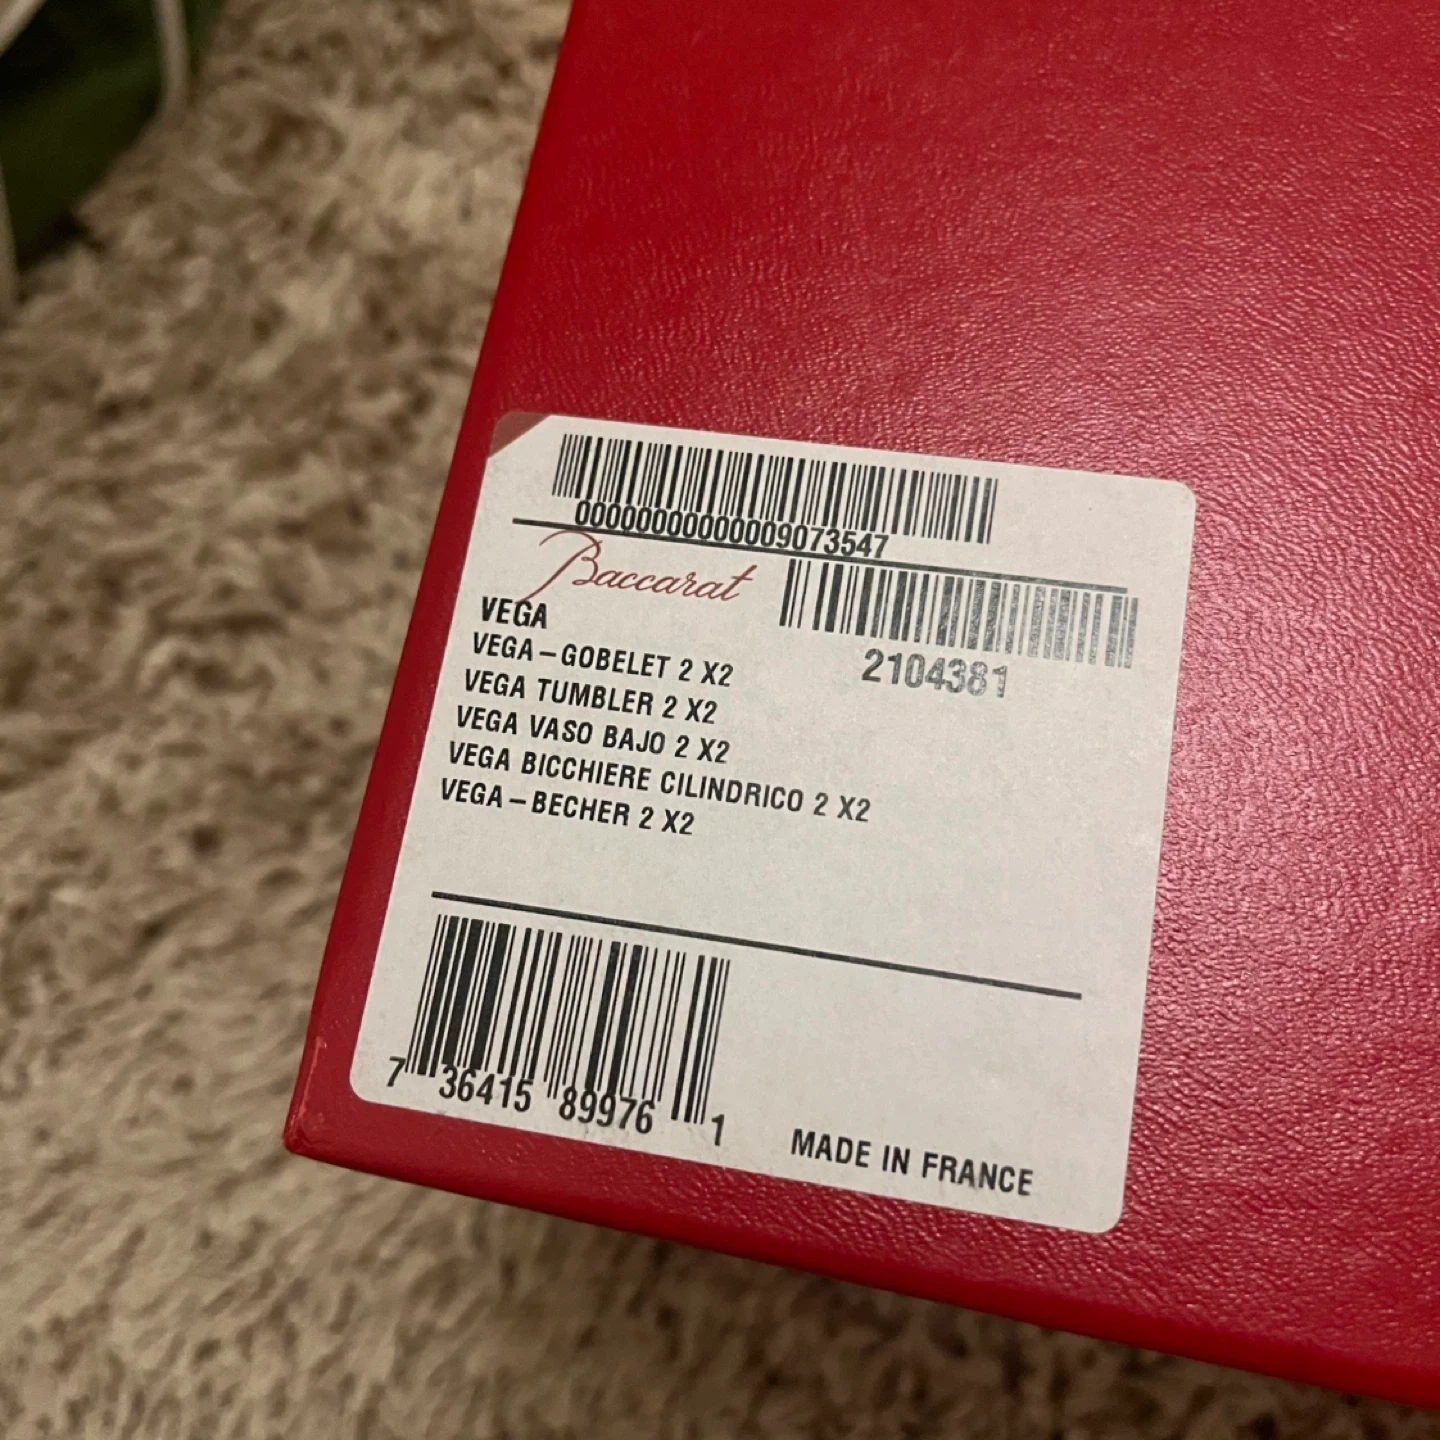 0000000000009073547
Baccarat
2104381
VEGA
VEGA-GOBELET 2 X2
VEGA TUMBLER 2 X2
VEGA VASO BAJO 2 X2
VEGA BICCHIERE CILINDRICO 2 X2
VEGA-BECHER 2 X2
7 36415 89976 1
MADE IN FRANCE